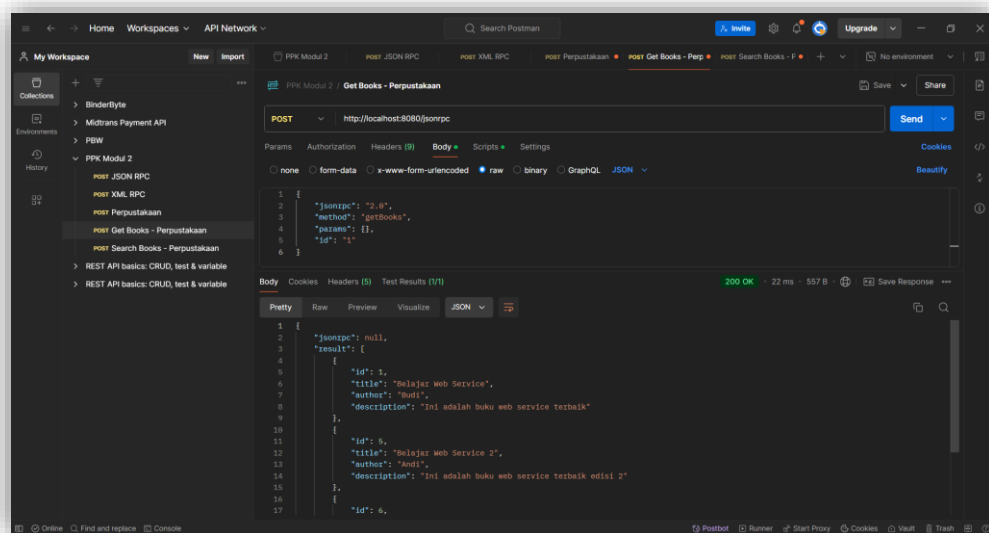 Home Workspaces API Network Search Postman Invite Upgrade
My Workspace New Import PPK Modul 2 POST JSON RPC POST XML RPC POST Perpustakaan POST Get Books - Perp POST Search Books - P No environment
Collections
Environments
History
BinderByte
Midtrans Payment API
PBW
PPK Modul 2
POST JSON RPC
POST XML RPC
POST Perpustakaan
POST Get Books - Perpustakaan
POST Search Books - Perpustakaan
REST API basics: CRUD, test & variable
REST API basics: CRUD, test & variable
PPK Modul 2 / Get Books - Perpustakaan Save Share
POST http://localhost:8080/jsonrpc Send
Params Authorization Headers (9) Body Scripts Settings Cookies
none form-data x-www-form-urlencoded raw binary GraphQL JSON Beautify
1 {
2 "jsonrpc": "2.0",
3 "method": "getBooks",
4 "params": {},
5 "id": "1"
6 }
Body Cookies Headers (5) Test Results (1/1) 200 OK 22 ms 557 B Save Response
Pretty Raw Preview Visualize JSON
1 {
2 "jsonrpc": null,
3 "result": [
4 {
5 "id": 1,
6 "title": "Belajar Web Service",
7 "author": "Budi",
8 "description": "Ini adalah buku web service terbaik"
9 },
10 {
11 "id": 5,
12 "title": "Belajar Web Service 2",
13 "author": "Andi",
14 "description": "Ini adalah buku web service terbaik edisi 2"
15 },
16 {
17 "id": 6,
Online Find and replace Console Postbot Runner Start Proxy Cookies Vault Trash